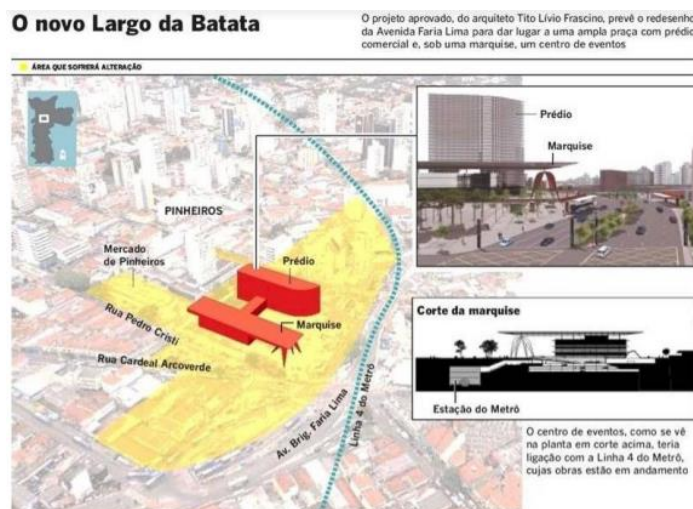 O novo Largo da Batata
O projeto aprovado, do arquiteto Tito Lívio Frascino, prevê o redesenho
da Avenida Faria Lima para dar lugar a uma ampla praça com prédio
comercial e, sob uma marquise, um centro de eventos
ÁREA QUE SOFRERÁ ALTERAÇÃO
Prédio
Marquise
PINHEIROS
Mercado
de Pinheiros
Prédio
Rua Pedro Cristi
Marquise
Rua Cardeal Arcoverde
Av. Brig. Faria Lima
Linha 4 do Metrô
Corte da marquise
Estação do Metrô
O centro de eventos, como se vê
na planta em corte acima, teria
ligação com a Linha 4 do Metrô,
cujas obras estão em andamento